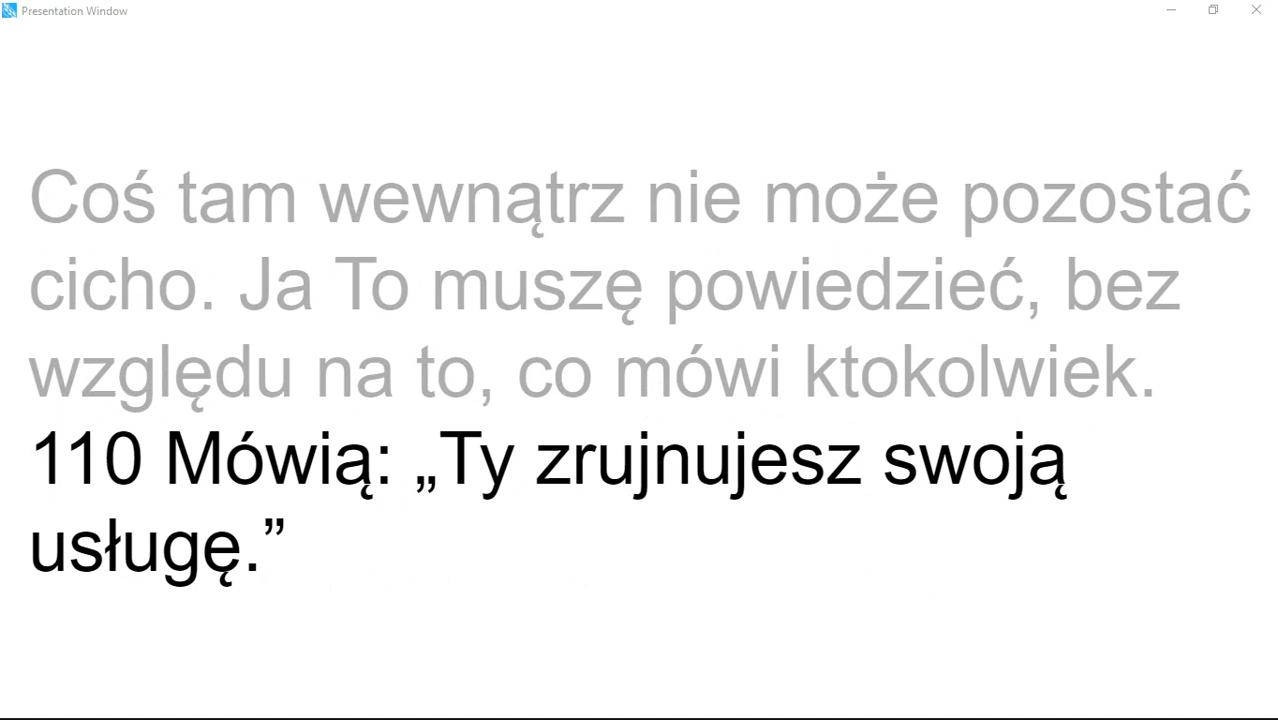 Presentation Window
Coś tam wewnątrz nie może pozostać
cicho. Ja To muszę powiedzieć, bez
względu na to, co mówi ktokolwiek.
110 Mówią: „Ty zrujnujesz swoją
usługę.”